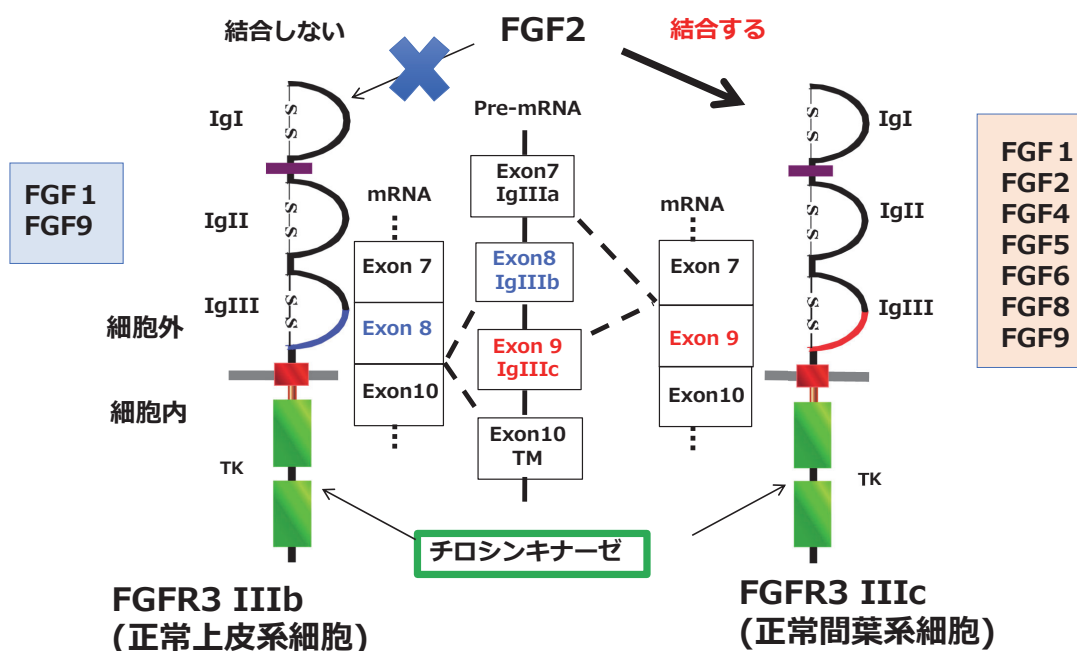 結合しない
FGF2
結合する
Pre-mRNA
IgI
S
S
IgII
S
S
IgIII
S
S
細胞外
細胞内
TK
FGF1
FGF9
mRNA
Exon 7
Exon 8
Exon10
Exon7
IgIIIa
Exon8
IgIIIb
Exon 9
IgIIIc
Exon10
TM
mRNA
Exon 7
Exon 9
Exon10
IgI
S
S
IgII
S
S
IgIII
S
S
TK
FGF1
FGF2
FGF4
FGF5
FGF6
FGF8
FGF9
チロシンキナーゼ
FGFR3 IIIb
(正常上皮系細胞)
FGFR3 IIIc
(正常間葉系細胞)